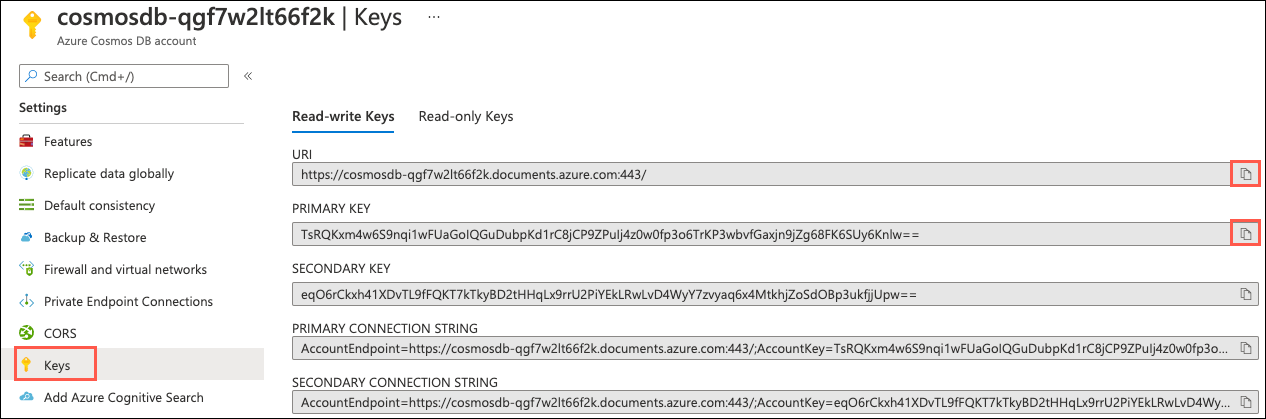 cosmosdb-qgf7w2lt66f2k | Keys ...
Azure Cosmos DB account
Search (Cmd+/) «
Settings
Features
Replicate data globally
Default consistency
Backup & Restore
Firewall and virtual networks
Private Endpoint Connections
CORS
Keys
Add Azure Cognitive Search
Read-write Keys Read-only Keys
URI
https://cosmosdb-qgf7w2lt66f2k.documents.azure.com:443/
PRIMARY KEY
TsRQKxm4w6S9nqi1wFUaGoIQGuDubpKd1rC8jCP9ZPuIj4z0w0fp3o6TrKP3wbvfGaxjn9jZg68FK6SUy6Knlw==
SECONDARY KEY
eqO6rCkxh41XDvTL9fFQKT7kTkyBD2tHHqLx9rrU2PiYEkLRwLvD4WyY7zvyaq6x4MtkhjZoSdOBp3ukfjjUpw==
PRIMARY CONNECTION STRING
AccountEndpoint=https://cosmosdb-qgf7w2lt66f2k.documents.azure.com:443/;AccountKey=TsRQKxm4w6S9nqi1wFUaGoIQGuDubpKd1rC8jCP9ZPuIj4z0w0fp3o...
SECONDARY CONNECTION STRING
AccountEndpoint=https://cosmosdb-qgf7w2lt66f2k.documents.azure.com:443/;AccountKey=eqO6rCkxh41XDvTL9fFQKT7kTkyBD2tHHqLx9rrU2PiYEkLRwLvD4Wy...